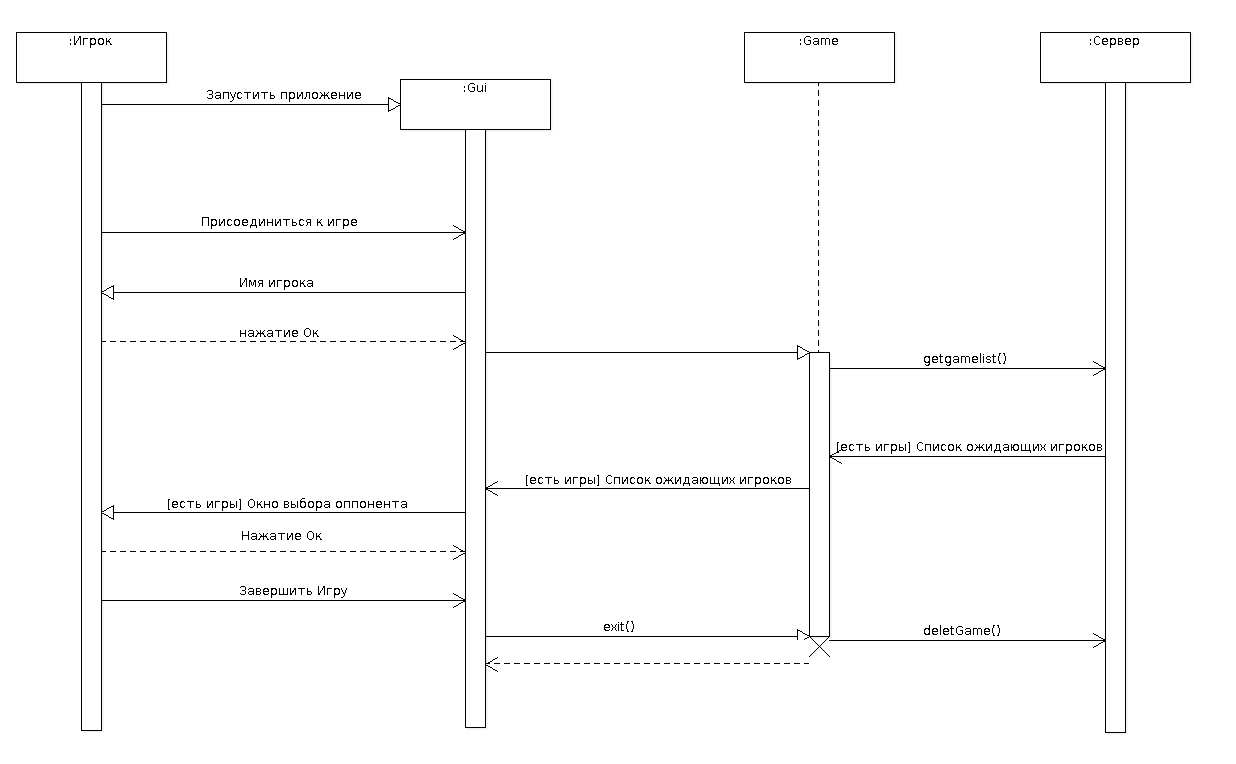 :Игрок
:Game
:Сервер
:Gui
Запустить приложение
Присоединиться к игре
Имя игрока
нажатие Ок
getgamelist()
[есть игры] Список ожидающих игроков
[есть игры] Список ожидающих игроков
[есть игры] Окно выбора оппонента
Нажатие Ок
Завершить Игру
exit()
deletGame()